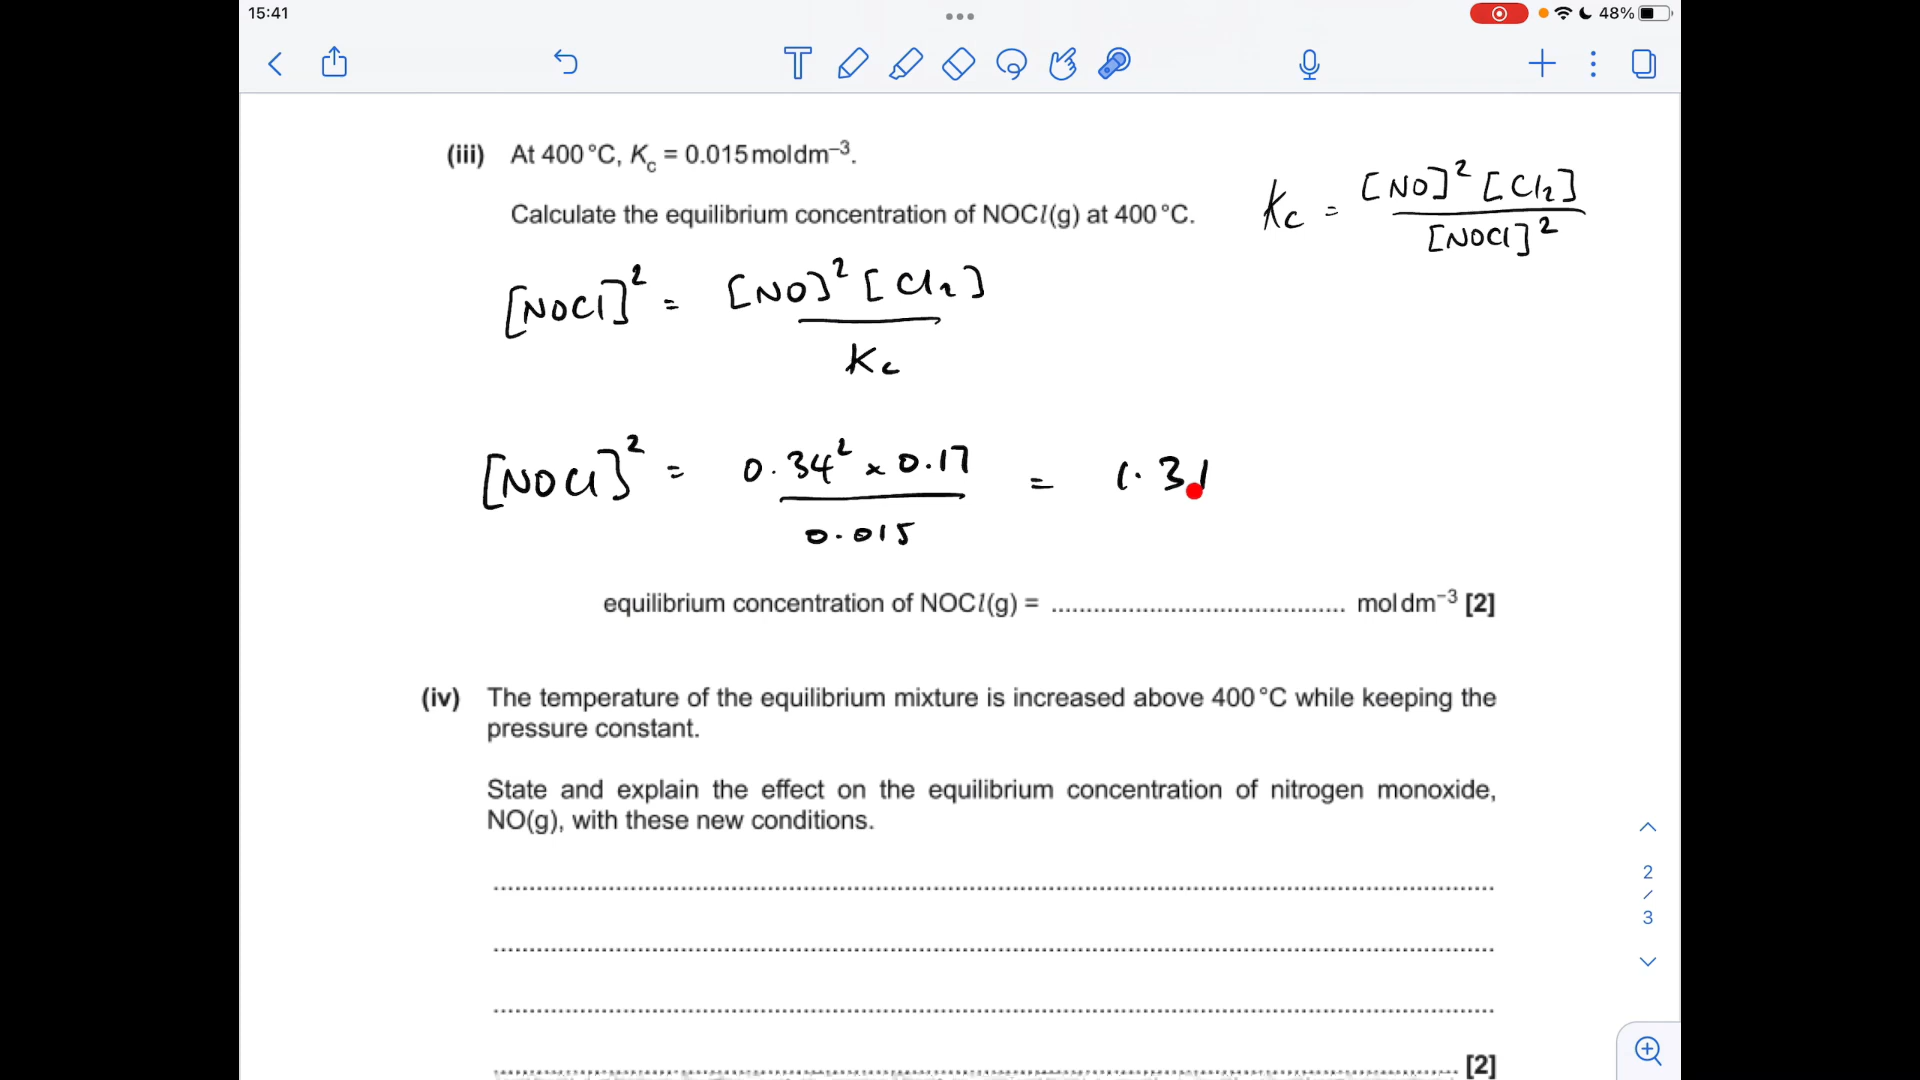 15:41
48%
T
(iii) At 400 °C, Kc = 0.015 mol dm⁻³.
Calculate the equilibrium concentration of NOCl(g) at 400 °C.
Kc = [NO]² [Cl₂]
[NOCl]²
[NOCl]² = [NO]² [Cl₂]
Kc
[NOCl]² = 0.34² × 0.17 = 1.31
0.015
equilibrium concentration of NOCl(g) = .......................................... mol dm⁻³ [2]
(iv) The temperature of the equilibrium mixture is increased above 400 °C while keeping the
pressure constant.
State and explain the effect on the equilibrium concentration of nitrogen monoxide,
NO(g), with these new conditions.
[2]
2
/
3